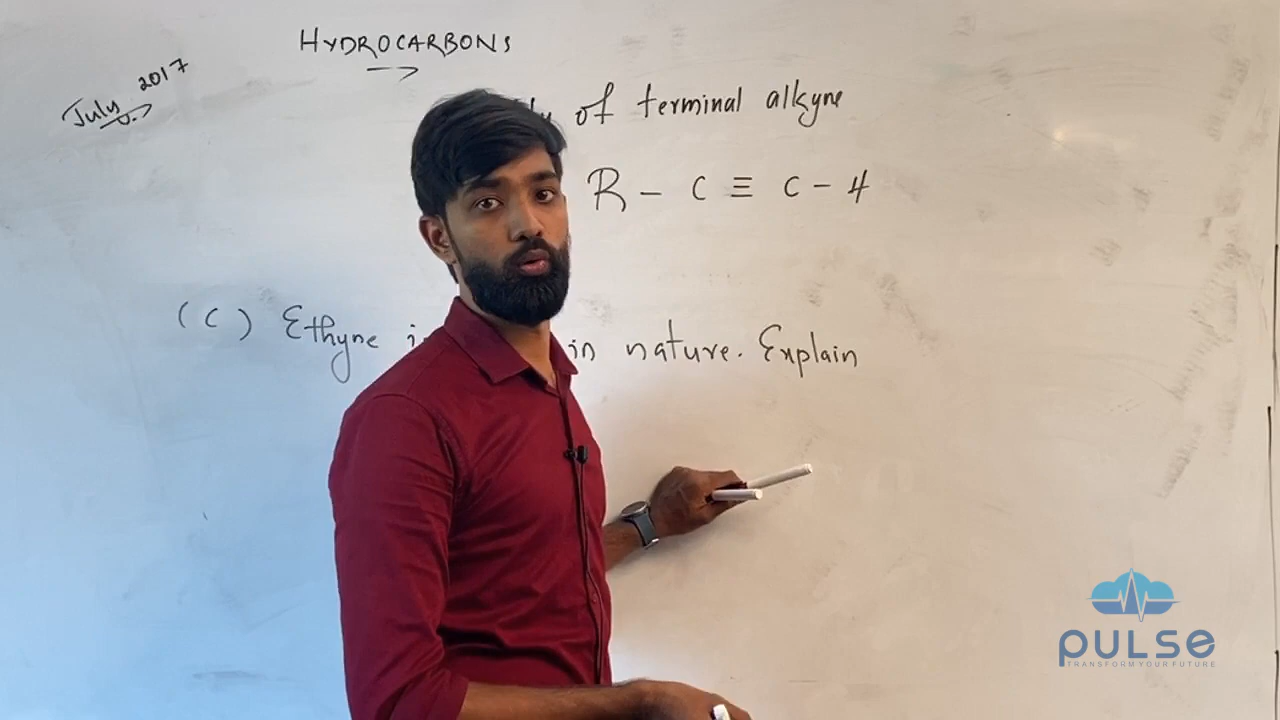 HYDROCARBONS
July 2017
of terminal alkyne
R – C ≡ C – H
(C) Ethyne in nature. Explain
PULSE
TRANSFORM YOUR FUTURE